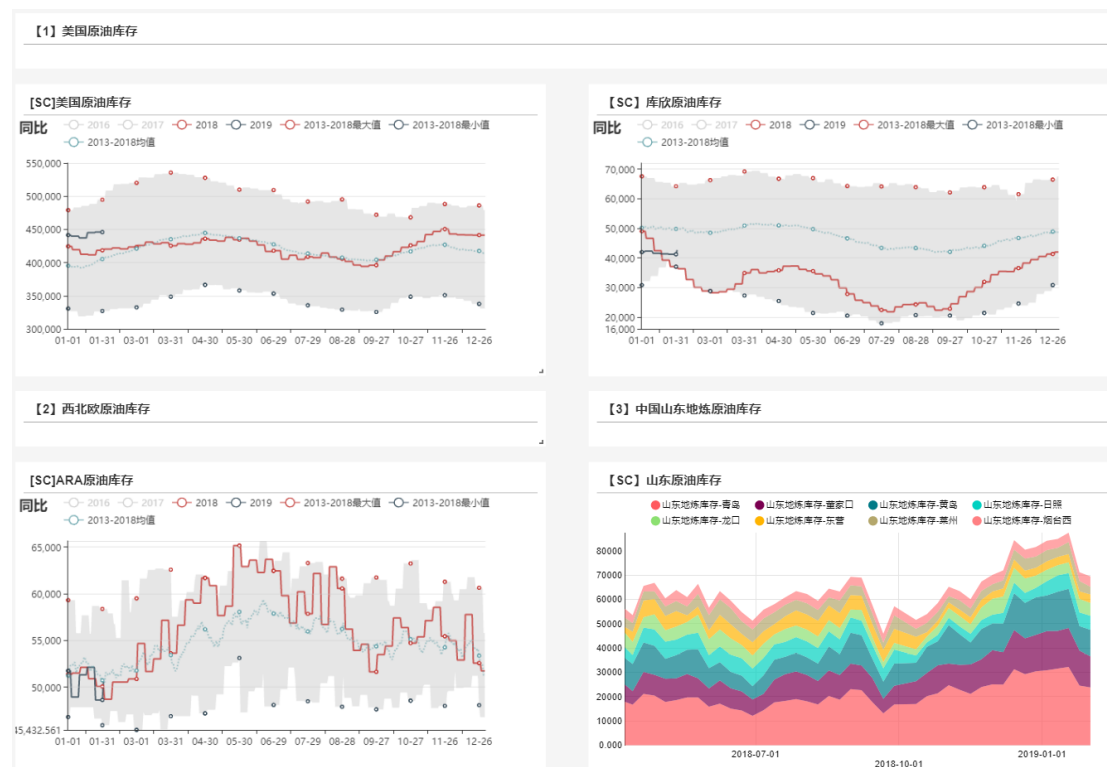 【1】美国原油库存
[SC]美国原油库存
同比 2016 2017 2018 2019 2013-2018最大值 2013-2018最小值
2013-2018均值
550,000
500,000
450,000
400,000
350,000
300,000
01-01 01-31 03-01 03-31 04-30 05-30 06-29 07-29 08-28 09-27 10-27 11-26 12-26
【SC】库欣原油库存
同比 2016 2017 2018 2019 2013-2018最大值 2013-2018最小值
2013-2018均值
70,000
60,000
50,000
40,000
30,000
20,000
16,000
01-01 01-31 03-01 03-31 04-30 05-30 06-29 07-29 08-28 09-27 10-27 11-26 12-26
【2】西北欧原油库存
【3】中国山东地炼原油库存
[SC]ARA原油库存
同比 2016 2017 2018 2019 2013-2018最大值 2013-2018最小值
2013-2018均值
65,000
60,000
55,000
50,000
45,432.561
01-01 01-31 03-01 03-31 04-30 05-30 06-29 07-29 08-28 09-27 10-27 11-26 12-26
【SC】山东原油库存
山东地炼库存-青岛 山东地炼库存-董家口 山东地炼库存-黄岛 山东地炼库存-日照
山东地炼库存-龙口 山东地炼库存-东营 山东地炼库存-莱州 山东地炼库存-烟台西
80000
70000
60000
50000
40000
30000
20000
10000
0.000
2018-07-01 2018-10-01 2019-01-01